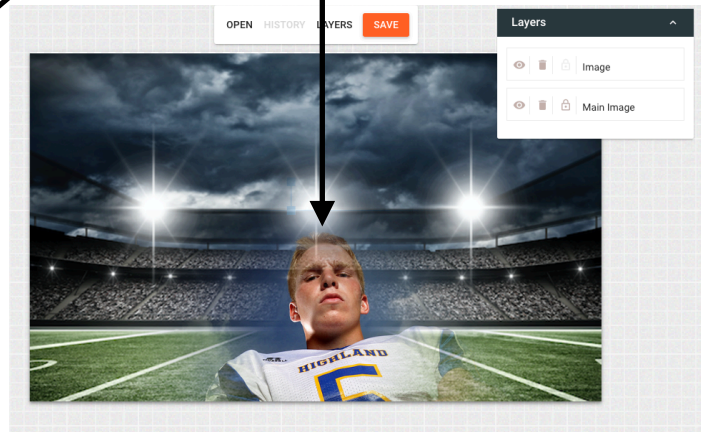 OPEN HISTORY LAYERS SAVE
Layers
Image
Main Image
HIGHLAND
5